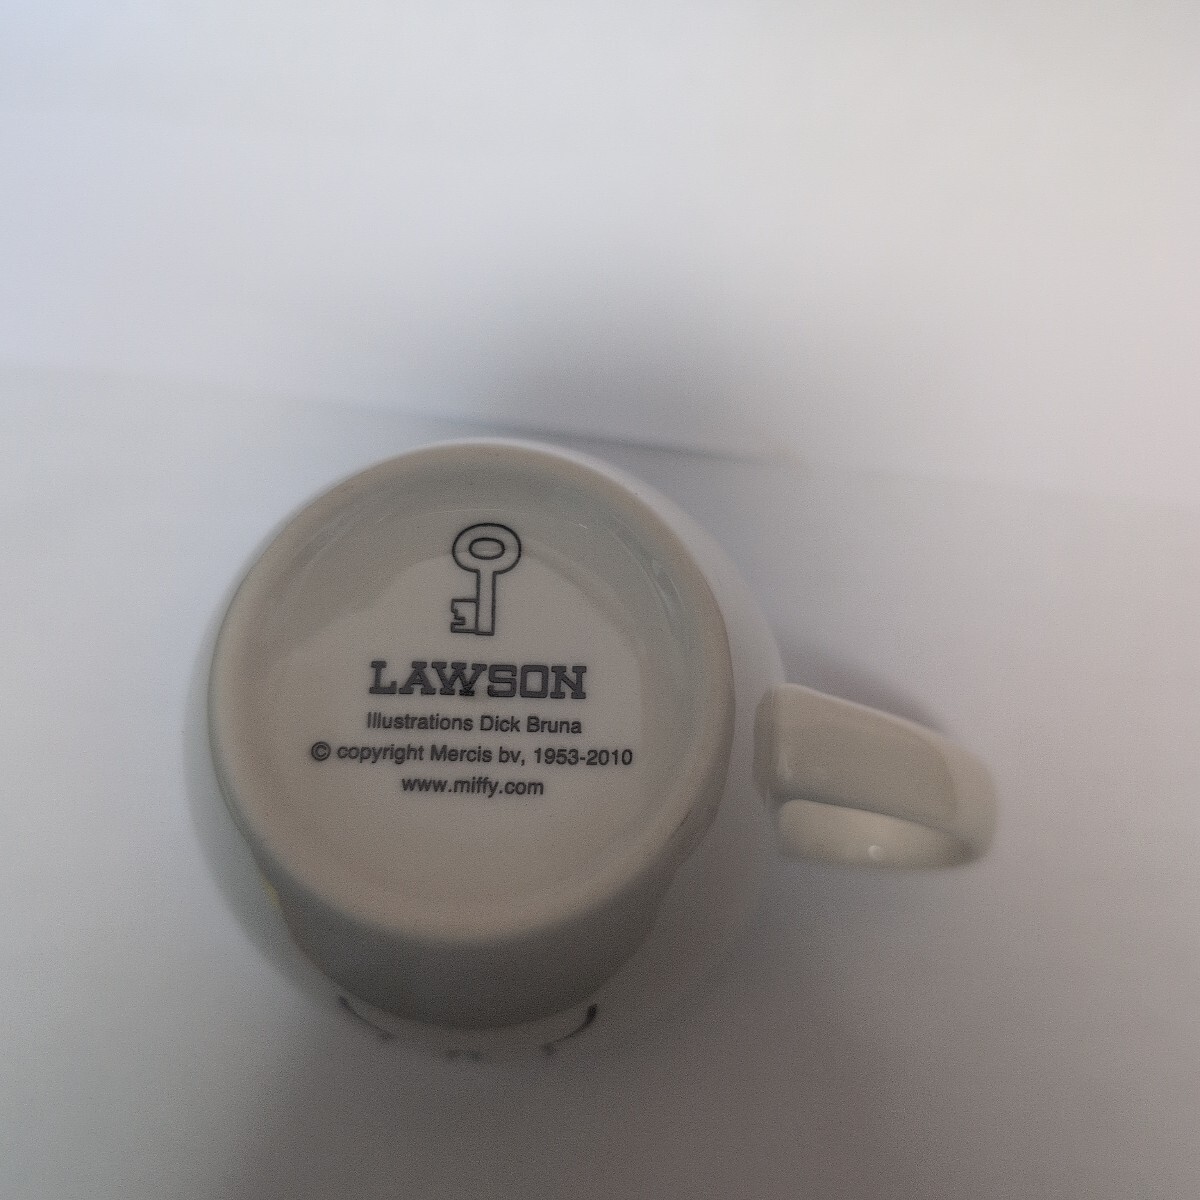 LAWSON
Illustrations Dick Bruna
© copyright Mercis bv, 1953-2010
www.miffy.com